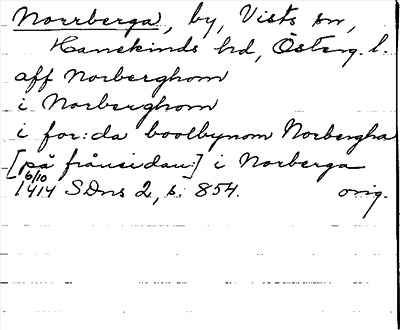 Norrberga, by, Vists sn,
Hanekinds hd, Österg. l.
aff Norberghom
i Norberghom
i for:da boolbynom Norbergha
[på frånsidan:] i Norberga
6/10
1414 SDns 2, s. 854. orig.